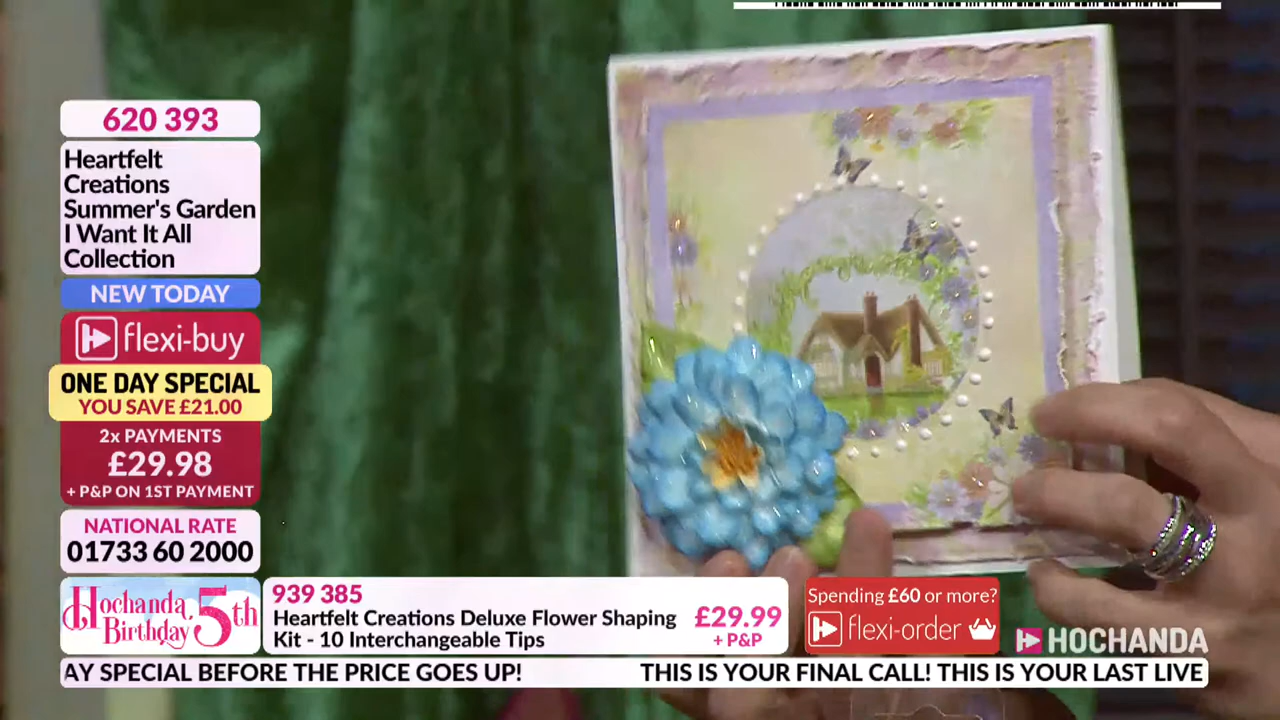 620 393
Heartfelt
Creations
Summer's Garden
I Want It All
Collection
NEW TODAY
flexi-buy
ONE DAY SPECIAL
YOU SAVE £21.00
2x PAYMENTS
£29.98
+ P&P ON 1ST PAYMENT
NATIONAL RATE
01733 60 2000
Hochanda
Birthday 5th
939 385
Heartfelt Creations Deluxe Flower Shaping
Kit - 10 Interchangeable Tips
£29.99
+ P&P
Spending £60 or more?
flexi-order
HOCHANDA
AY SPECIAL BEFORE THE PRICE GOES UP! THIS IS YOUR FINAL CALL! THIS IS YOUR LAST LIVE